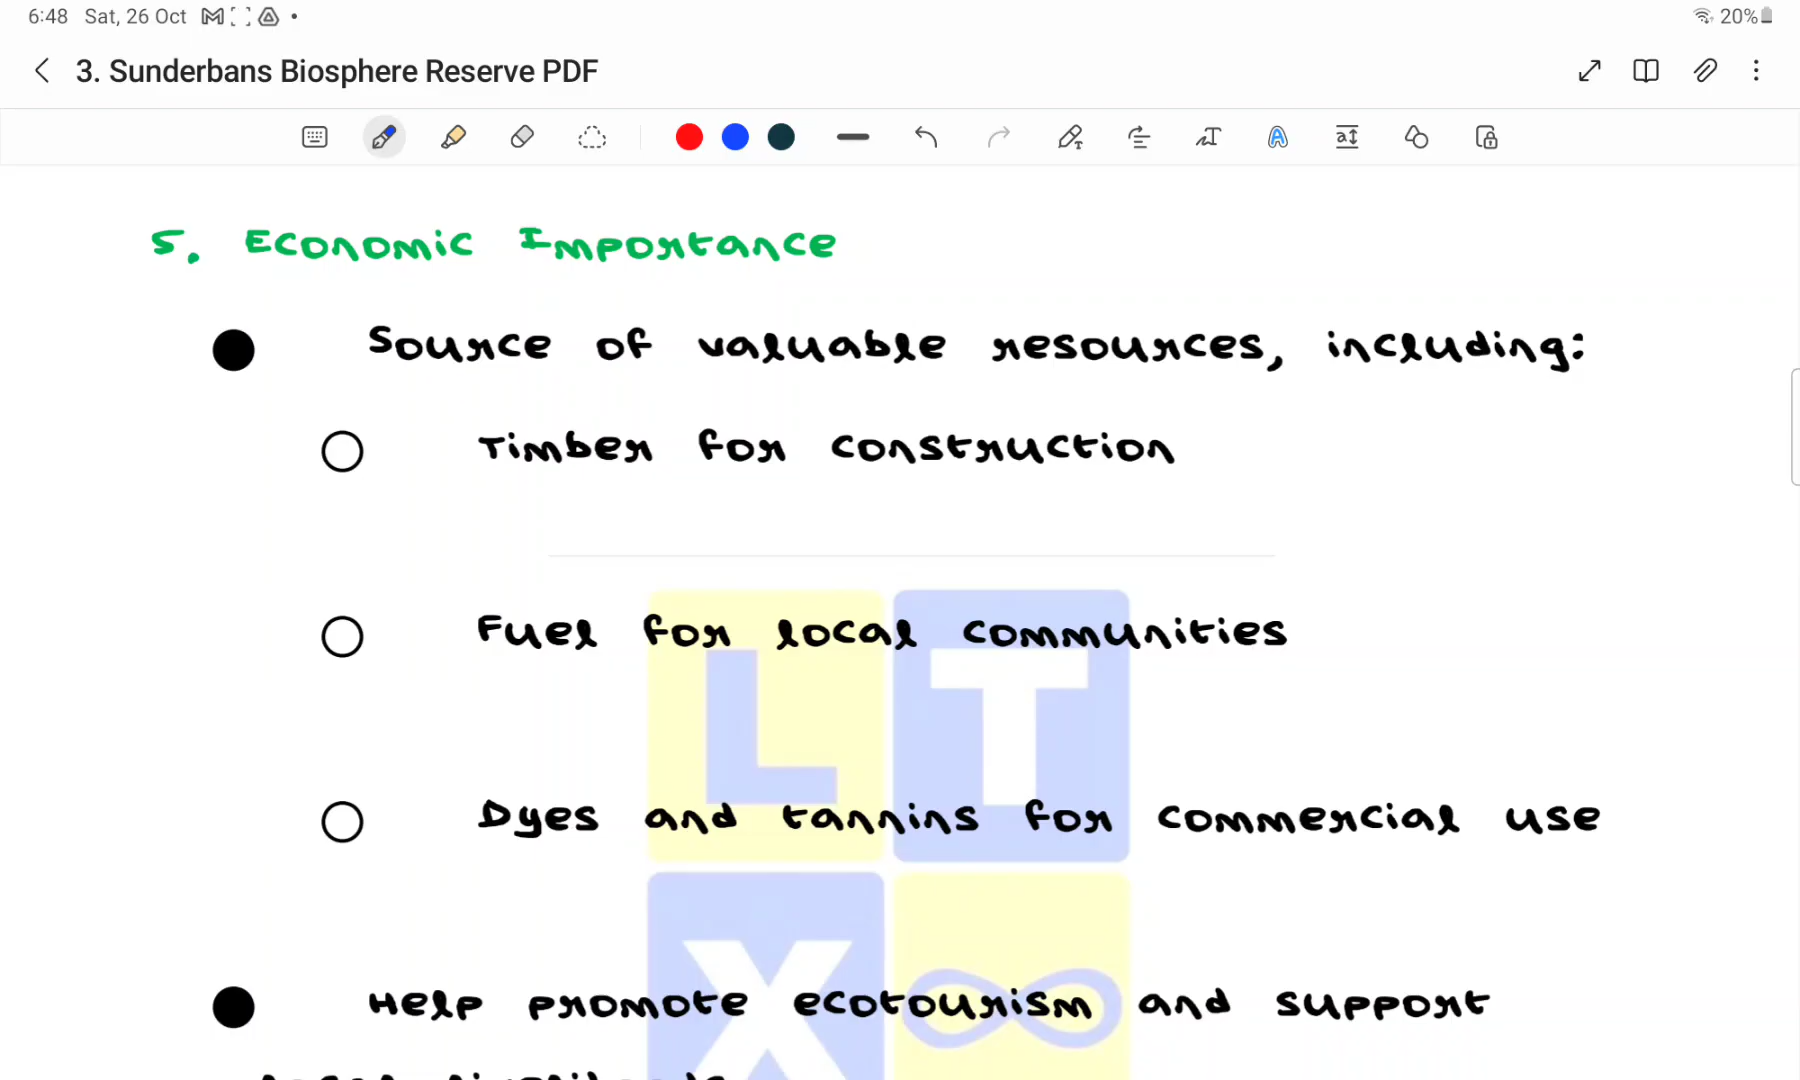 6:48 Sat, 26 Oct
20%
3. Sunderbans Biosphere Reserve PDF
5. Economic Importance
Source of valuable resources, including:
Timber for construction
Fuel for local communities
L T
Dyes and tannins for commercial use
X
Help promote ecotourism and support